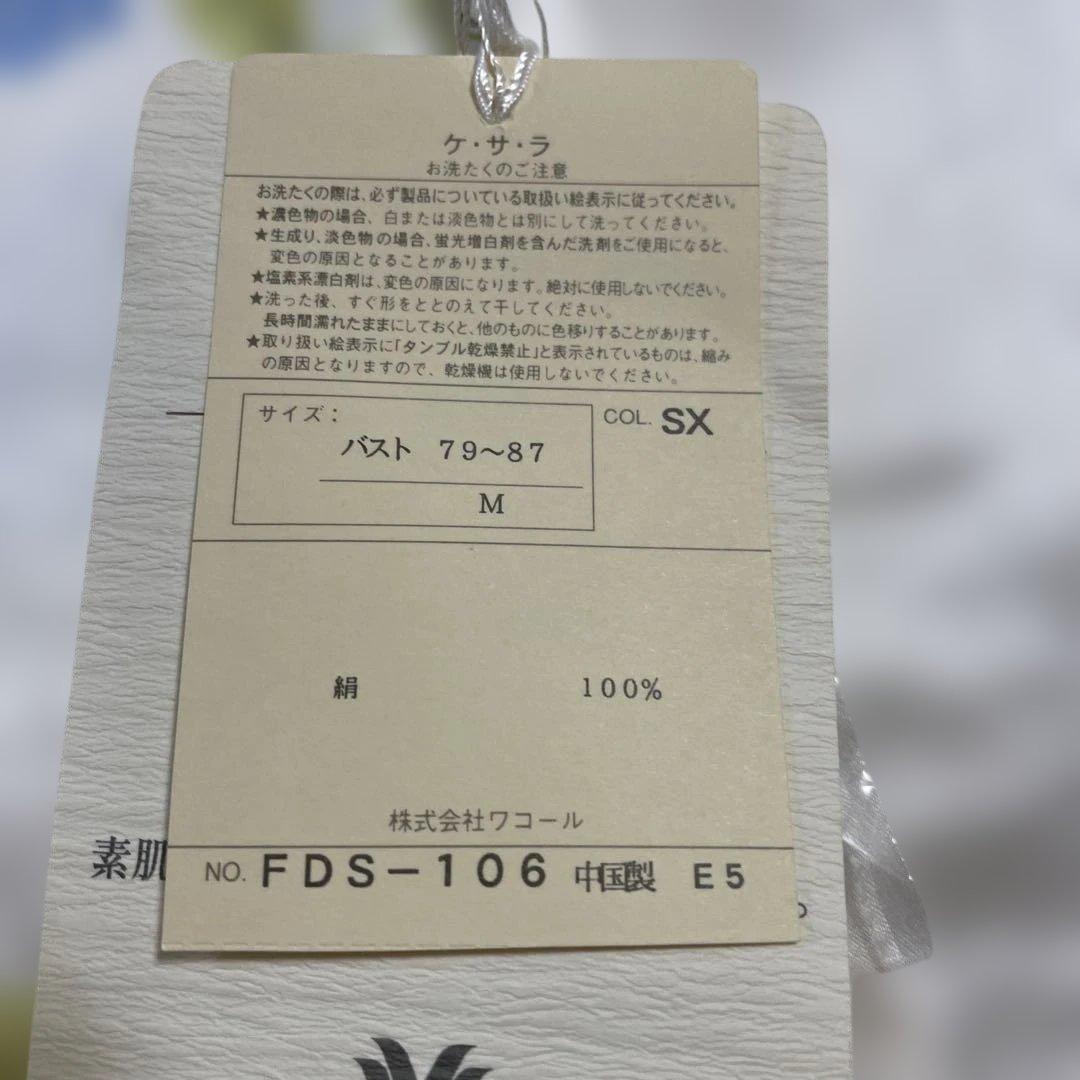 ケ・サ・ラ
お洗たくのご注意
お洗たくの際は、必ず製品についている取扱い絵表示に従ってください。
★濃色物の場合、白または淡色物とは別にして洗ってください。
★生成り、淡色物の場合、蛍光増白剤を含んだ洗剤をご使用になると、
変色の原因となることがあります。
★塩素系漂白剤は、変色の原因になります。絶対に使用しないでください。
★洗った後、すぐ形をととのえて干してください。
長時間濡れたままにしておくと、他のものに色移りすることがあります。
★取り扱い絵表示に「タンブル乾燥禁止」と表示されているものは、縮み
の原因となりますので、乾燥機は使用しないでください。
サイズ:
COL. SX
バスト 79~87
M
絹 100%
株式会社ワコール
素肌
NO. FDS-106 中国製 E5